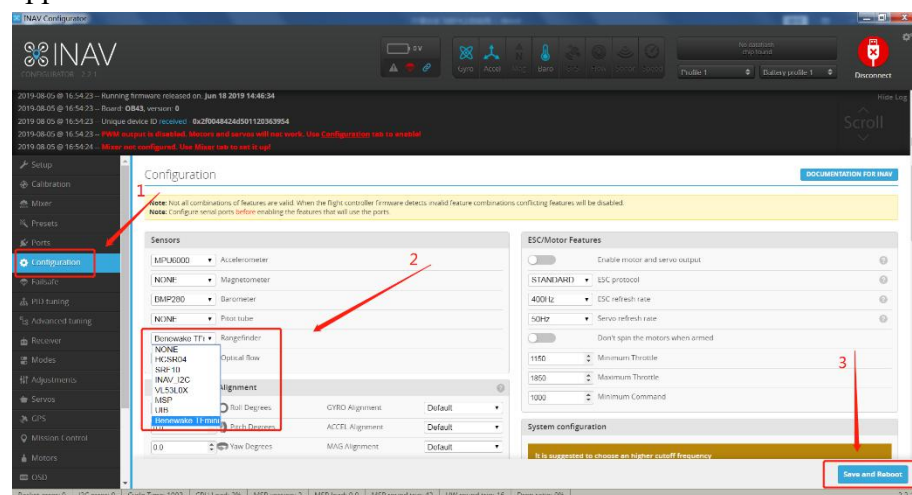 INAV Configurator
INAV
CONFIGURATOR 2.2.1
0 V
Gyro Accel Mag Baro
Profile 1
Battery profile 1
Disconnect
2019-08-05 @ 16:54:23 -- Running firmware released on: Jun 18 2019 14:46:34
2019-08-05 @ 16:54:23 -- Board: OB43, version: 0
2019-08-05 @ 16:54:23 -- Unique device ID received - 0x2f0048424d501120363954
2019-08-05 @ 16:54:23 -- PWM output is disabled. Motors and servos will not work. Use Configuration tab to enable!
2019-08-05 @ 16:54:24 -- Mixer not configured. Use Mixer tab to set it up!
Hide Log
Scroll
Setup
Calibration
Mixer
Presets
Ports
Configuration
Failsafe
PID tuning
Advanced tuning
Receiver
Modes
Adjustments
Servos
GPS
Mission Control
Motors
OSD
1
Configuration
DOCUMENTATION FOR INAV
Note: Not all combinations of features are valid. When the flight controller firmware detects invalid feature combinations conflicting features will be disabled.
Note: Configure serial ports before enabling the features that will use the ports.
Sensors
2
MPU6000 Accelerometer
NONE Magnetometer
BMP280 Barometer
NONE Pitot tube
Benewake TFi Rangefinder
NONE
HCSR04
SRF10
INAV_I2C
VL53L0X
MSP
UIB
Benewake TFmini
Optical flow
Alignment
Roll Degrees GYRO Alignment Default
Pitch Degrees ACCEL Alignment Default
0.0 Yaw Degrees MAG Alignment Default
ESC/Motor Features
Enable motor and servo output
STANDARD ESC protocol
400Hz ESC refresh rate
50Hz Servo refresh rate
Don't spin the motors when armed
1150 Minimum Throttle
1850 Maximum Throttle
1000 Minimum Command
3
System configuration
It is suggested to choose an higher cutoff frequency
Save and Reboot